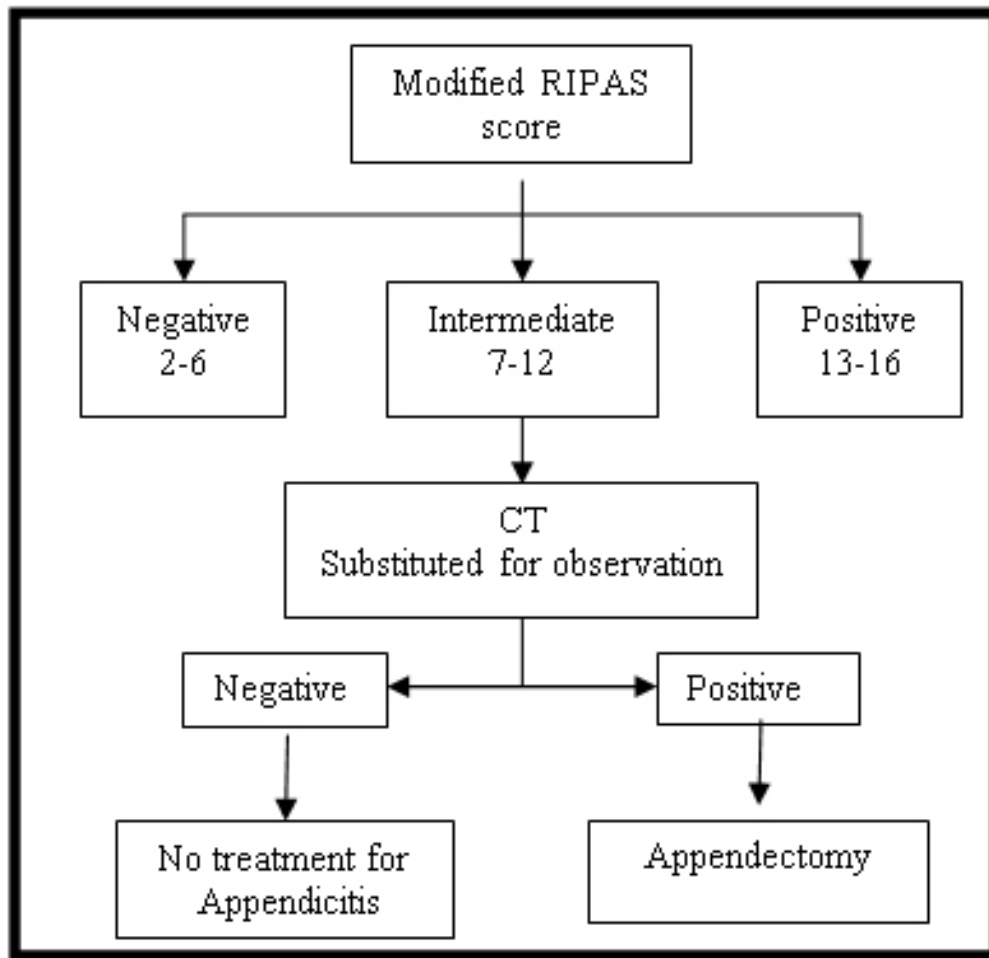 Modified RIPAS
score
Negative
2-6
Intermediate
7-12
Positive
13-16
CT
Substituted for observation
Negative
Positive
No treatment for
Appendicitis
Appendectomy